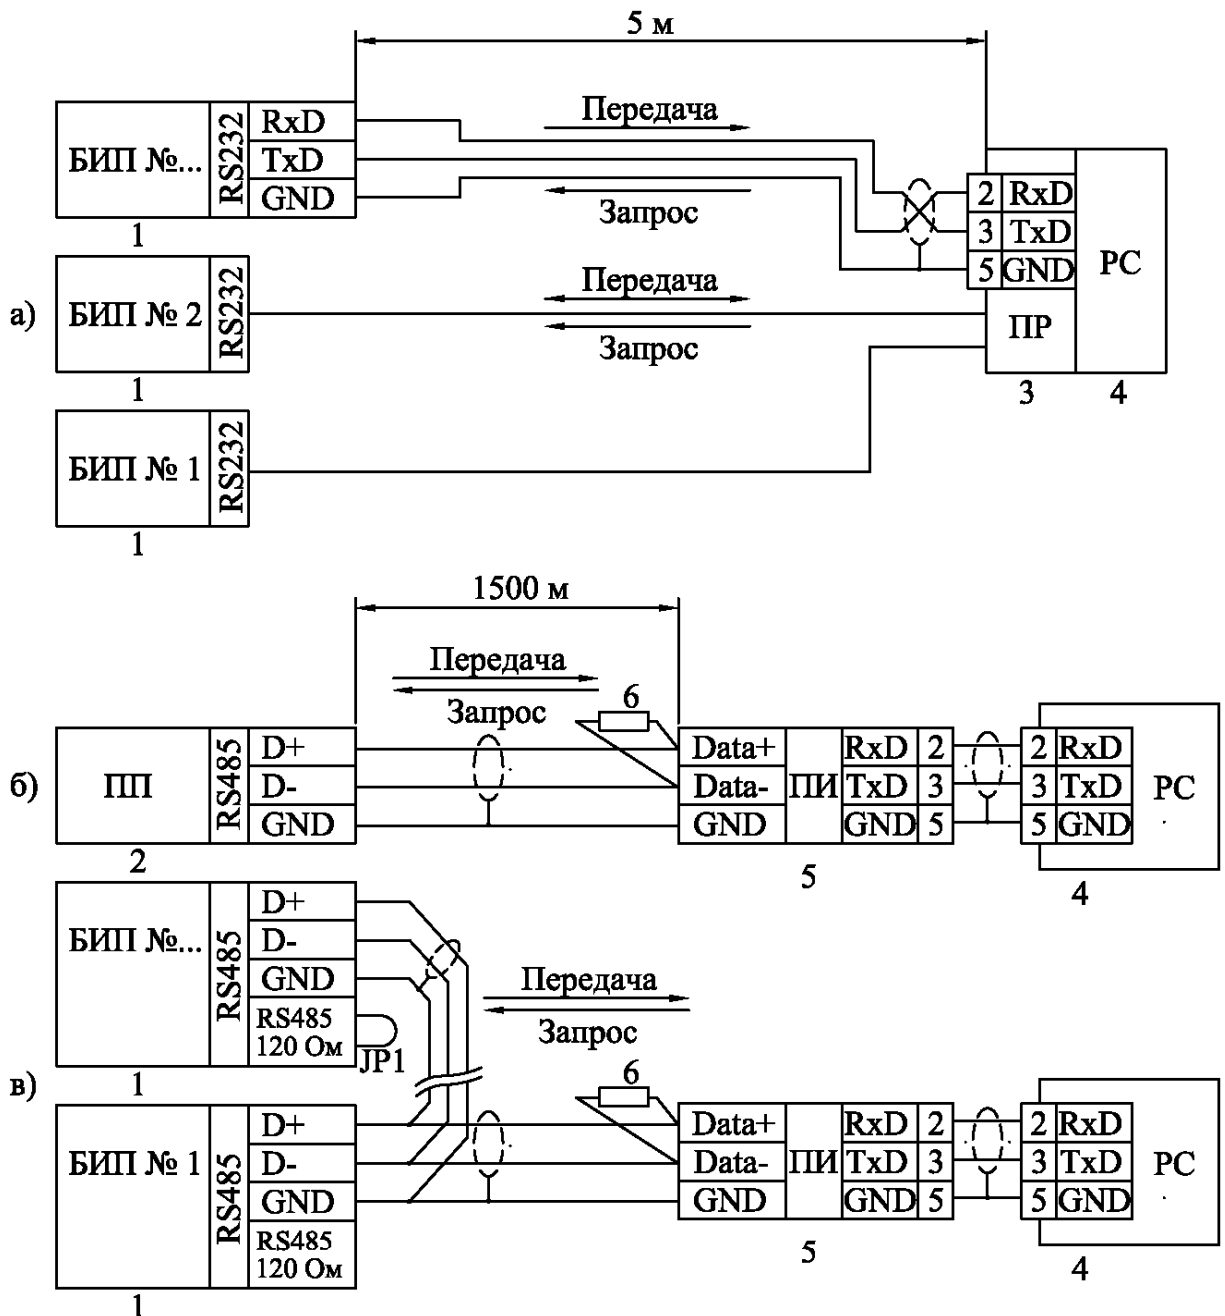 5 м
БИП №...
RS232
RxD
TxD
GND
1
Передача
Запрос
2 RxD
3 TxD
5 GND
PC
ПР
3
4
а)
БИП № 2
RS232
1
Передача
Запрос
БИП № 1
RS232
1
1500 м
Передача
Запрос
6
б)
ПП
RS485
D+
D-
GND
2
Data+
Data-
GND
ПИ
RxD 2
TxD 3
GND 5
5
2 RxD
3 TxD
5 GND
PC
4
в)
БИП №...
RS485
D+
D-
GND
RS485
120 Ом
JP1
1
Передача
Запрос
6
БИП № 1
RS485
D+
D-
GND
RS485
120 Ом
1
Data+
Data-
GND
ПИ
RxD 2
TxD 3
GND 5
5
2 RxD
3 TxD
5 GND
PC
4